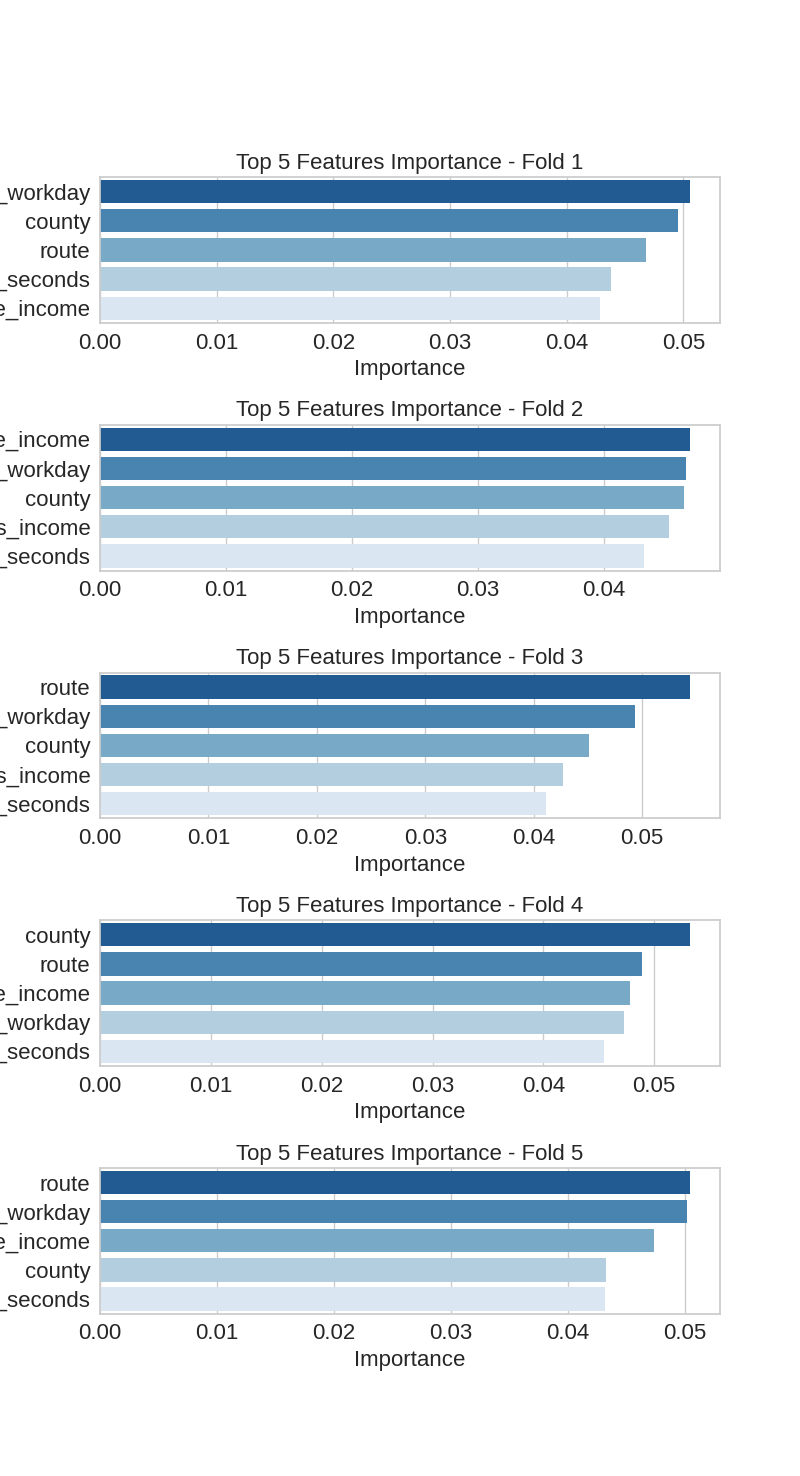 Top 5 Features Importance - Fold 1
_workday
county
route
_seconds
e_income
0.00 0.01 0.02 0.03 0.04 0.05
Importance
Top 5 Features Importance - Fold 2
e_income
_workday
county
s_income
_seconds
0.00 0.01 0.02 0.03 0.04
Importance
Top 5 Features Importance - Fold 3
route
_workday
county
s_income
_seconds
0.00 0.01 0.02 0.03 0.04 0.05
Importance
Top 5 Features Importance - Fold 4
county
route
e_income
_workday
_seconds
0.00 0.01 0.02 0.03 0.04 0.05
Importance
Top 5 Features Importance - Fold 5
route
_workday
e_income
county
_seconds
0.00 0.01 0.02 0.03 0.04 0.05
Importance